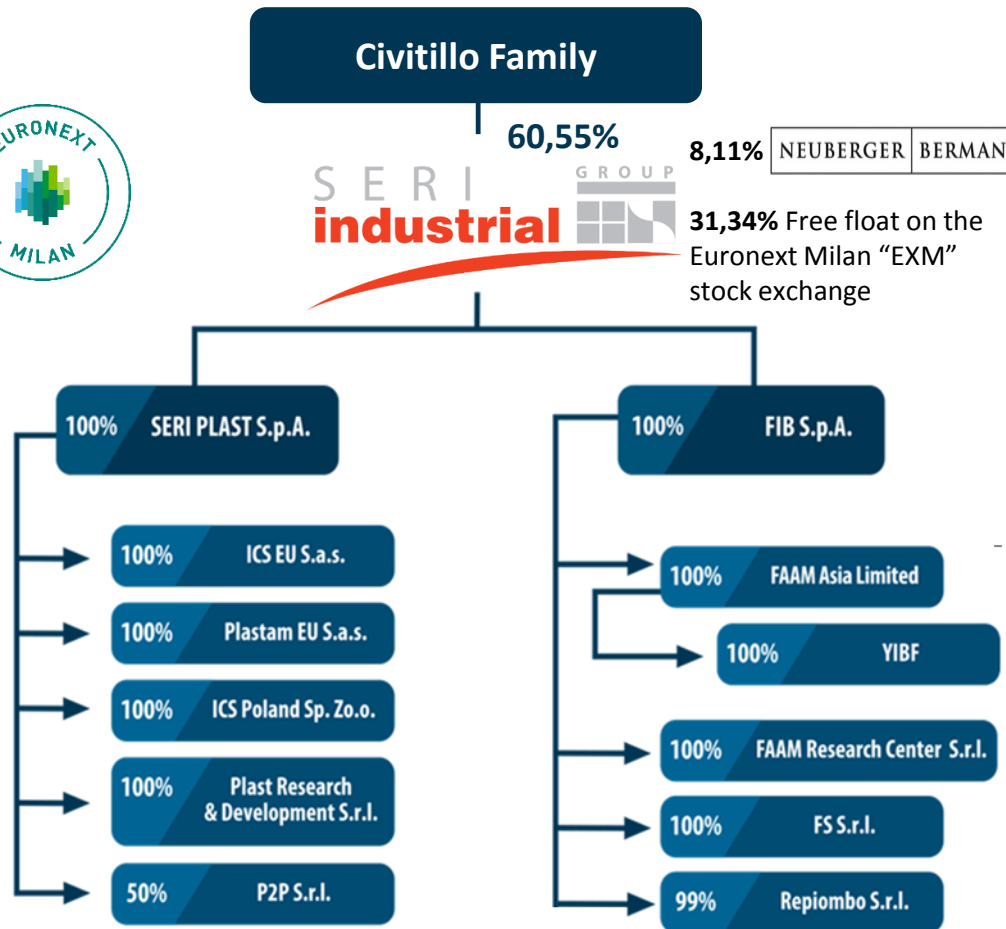 Civitillo Family
60,55%
EURONEXT
MILAN
SERI
industrial
GROUP
8,11% NEUBERGER BERMAN
31,34% Free float on the
Euronext Milan “EXM”
stock exchange
100% SERI PLAST S.p.A.
100% ICS EU S.a.s.
100% Plastam EU S.a.s.
100% ICS Poland Sp. Zo.o.
100% Plast Research
& Development S.r.l.
50% P2P S.r.l.
100% FIB S.p.A.
100% FAAM Asia Limited
100% YIBF
100% FAAM Research Center S.r.l.
100% FS S.r.l.
99% Repiombo S.r.l.